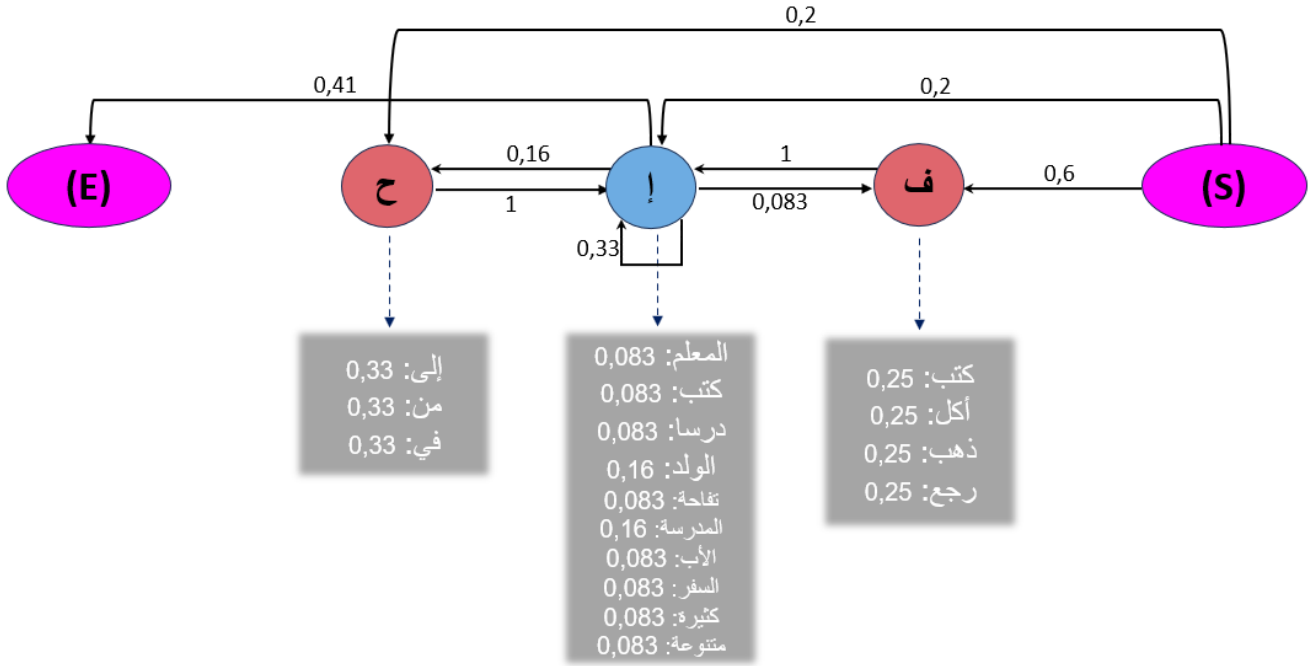 0,2
0,41
0,2
(E)
ح
0,16
1
إ
0,33
1
0,083
ف
0,6
(S)
إلى: 0,33
من: 0,33
في: 0,33
المعلم: 0,083
كتب: 0,083
درسا: 0,083
الولد: 0,16
تفاحة: 0,083
المدرسة: 0,16
الأب: 0,083
السفر: 0,083
كثيرة: 0,083
متنوعة: 0,083
كتب: 0,25
أكل: 0,25
ذهب: 0,25
رجع: 0,25